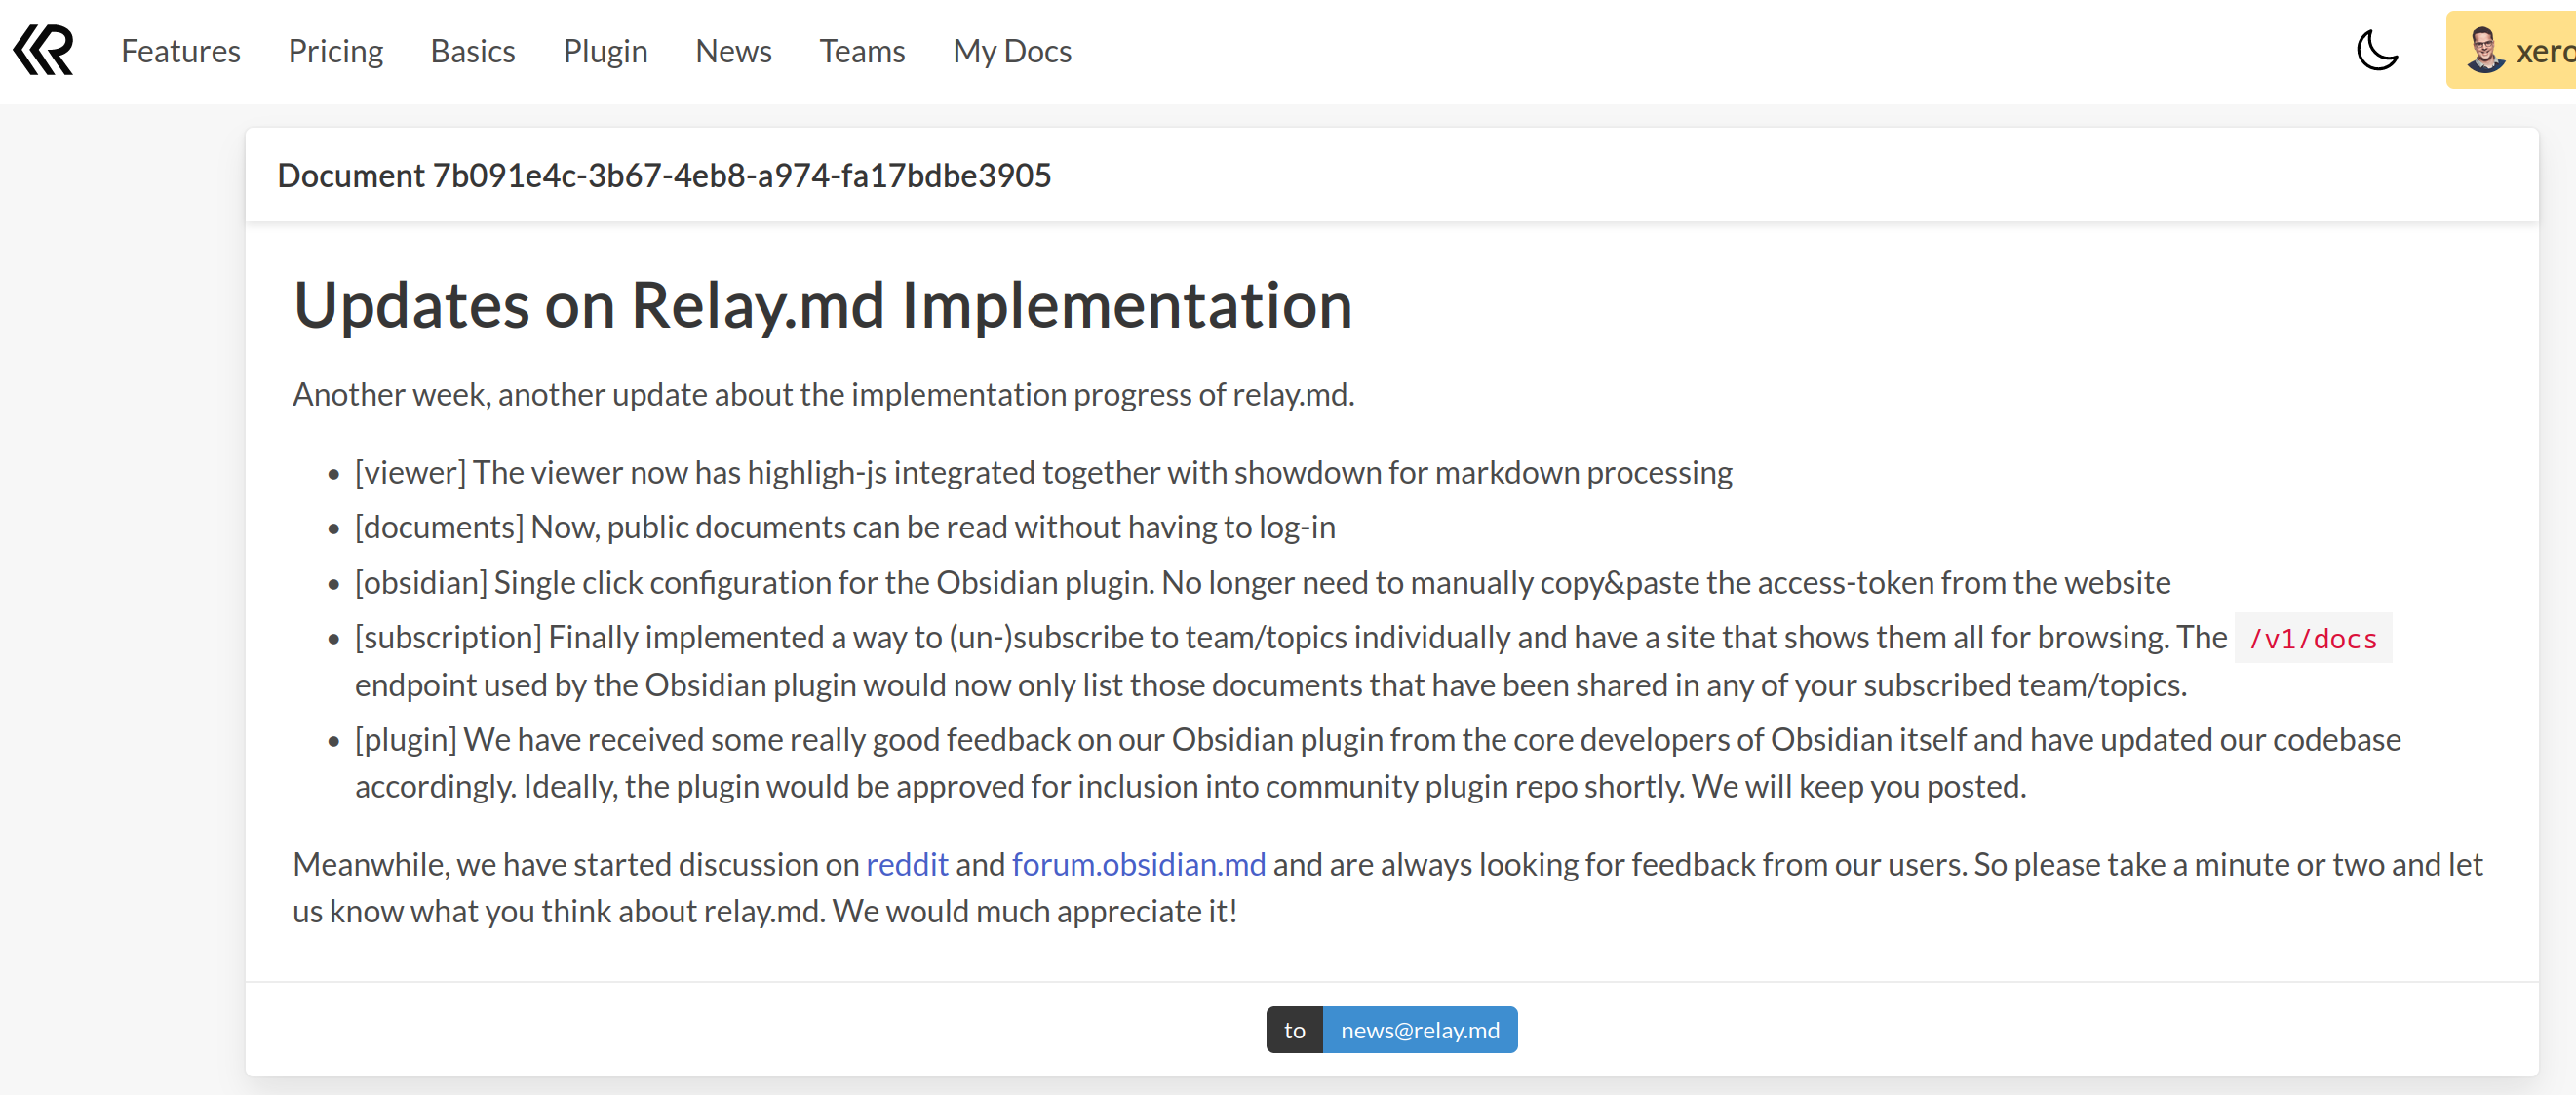 Features Pricing Basics Plugin News Teams My Docs
Document 7b091e4c-3b67-4eb8-a974-fa17bdbe3905
Updates on Relay.md Implementation
Another week, another update about the implementation progress of relay.md.
• [viewer] The viewer now has highligh-js integrated together with showdown for markdown processing
• [documents] Now, public documents can be read without having to log-in
• [obsidian] Single click configuration for the Obsidian plugin. No longer need to manually copy&paste the access-token from the website
• [subscription] Finally implemented a way to (un-)subscribe to team/topics individually and have a site that shows them all for browsing. The /v1/docs
endpoint used by the Obsidian plugin would now only list those documents that have been shared in any of your subscribed team/topics.
• [plugin] We have received some really good feedback on our Obsidian plugin from the core developers of Obsidian itself and have updated our codebase
accordingly. Ideally, the plugin would be approved for inclusion into community plugin repo shortly. We will keep you posted.
Meanwhile, we have started discussion on reddit and forum.obsidian.md and are always looking for feedback from our users. So please take a minute or two and let
us know what you think about relay.md. We would much appreciate it!
to news@relay.md